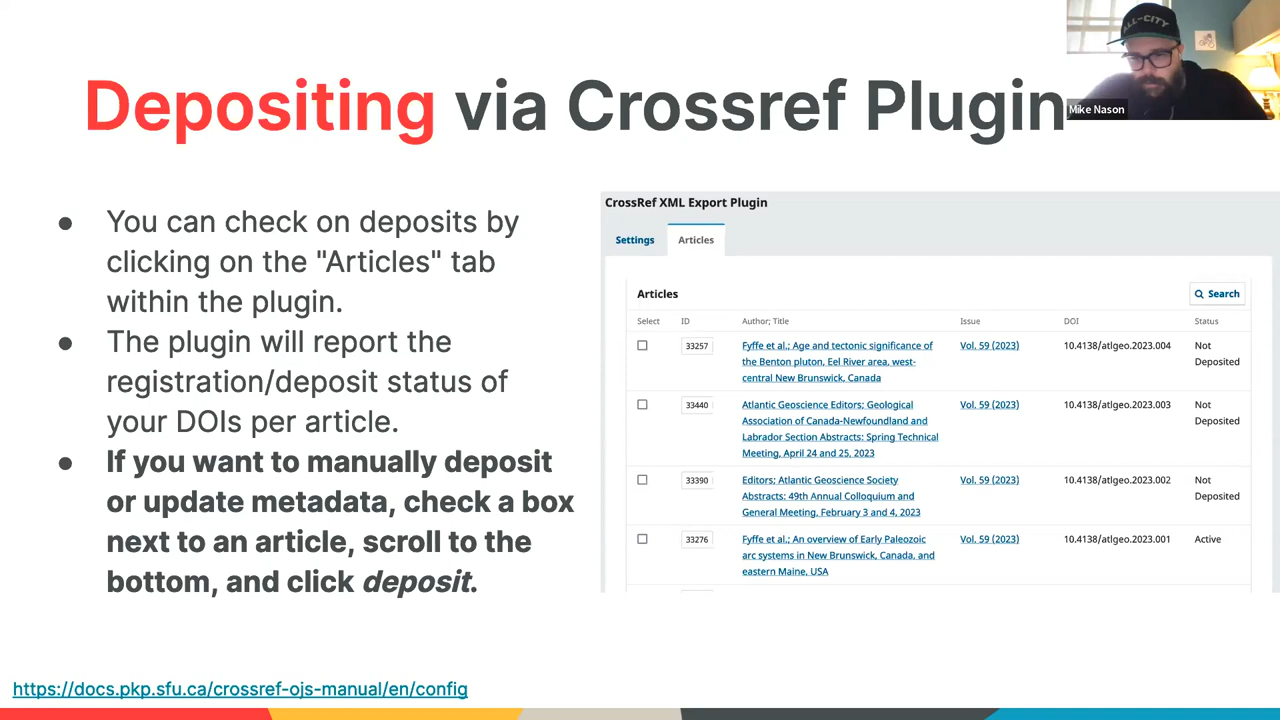 ALL-CITY
Mike Nason
Depositing via Crossref Plugin
● You can check on deposits by
clicking on the "Articles" tab
within the plugin.
● The plugin will report the
registration/deposit status of
your DOIs per article.
● If you want to manually deposit
or update metadata, check a box
next to an article, scroll to the
bottom, and click deposit.
CrossRef XML Export Plugin
Settings Articles
Articles Search
Select ID Author; Title Issue DOI Status
33257 Fyffe et al.; Age and tectonic significance of Vol. 59 (2023) 10.4138/atlgeo.2023.004 Not
the Benton pluton, Eel River area, west- Deposited
central New Brunswick, Canada
33440 Atlantic Geoscience Editors; Geological Vol. 59 (2023) 10.4138/atlgeo.2023.003 Not
Association of Canada-Newfoundland and Deposited
Labrador Section Abstracts: Spring Technical
Meeting, April 24 and 25, 2023
33390 Editors; Atlantic Geoscience Society Vol. 59 (2023) 10.4138/atlgeo.2023.002 Not
Abstracts: 49th Annual Colloquium and Deposited
General Meeting, February 3 and 4, 2023
33276 Fyffe et al.; An overview of Early Paleozoic Vol. 59 (2023) 10.4138/atlgeo.2023.001 Active
arc systems in New Brunswick, Canada, and
eastern Maine, USA
https://docs.pkp.sfu.ca/crossref-ojs-manual/en/config